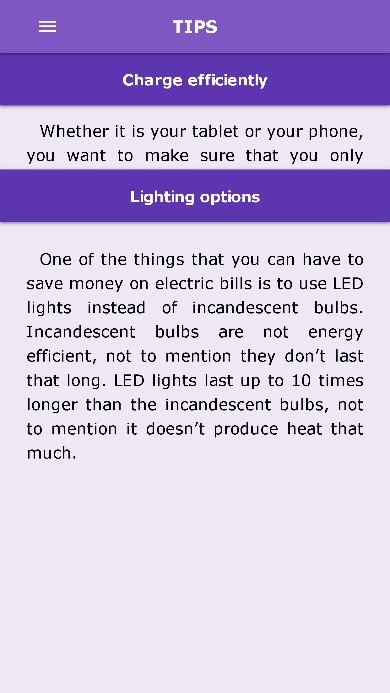 TIPS
Charge efficiently
Whether it is your tablet or your phone,
you want to make sure that you only
Lighting options
One of the things that you can have to
save money on electric bills is to use LED
lights instead of incandescent bulbs.
Incandescent bulbs are not energy
efficient, not to mention they don’t last
that long. LED lights last up to 10 times
longer than the incandescent bulbs, not
to mention it doesn’t produce heat that
much.